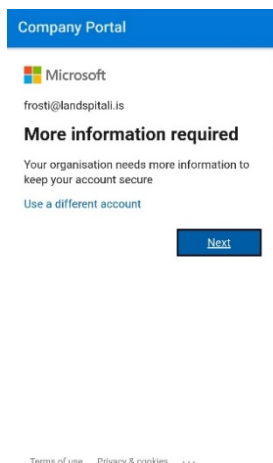 Company Portal
Microsoft
frosti@landspitali.is
More information required
Your organisation needs more information to
keep your account secure
Use a different account
Next
Terms of use Privacy & cookies ...